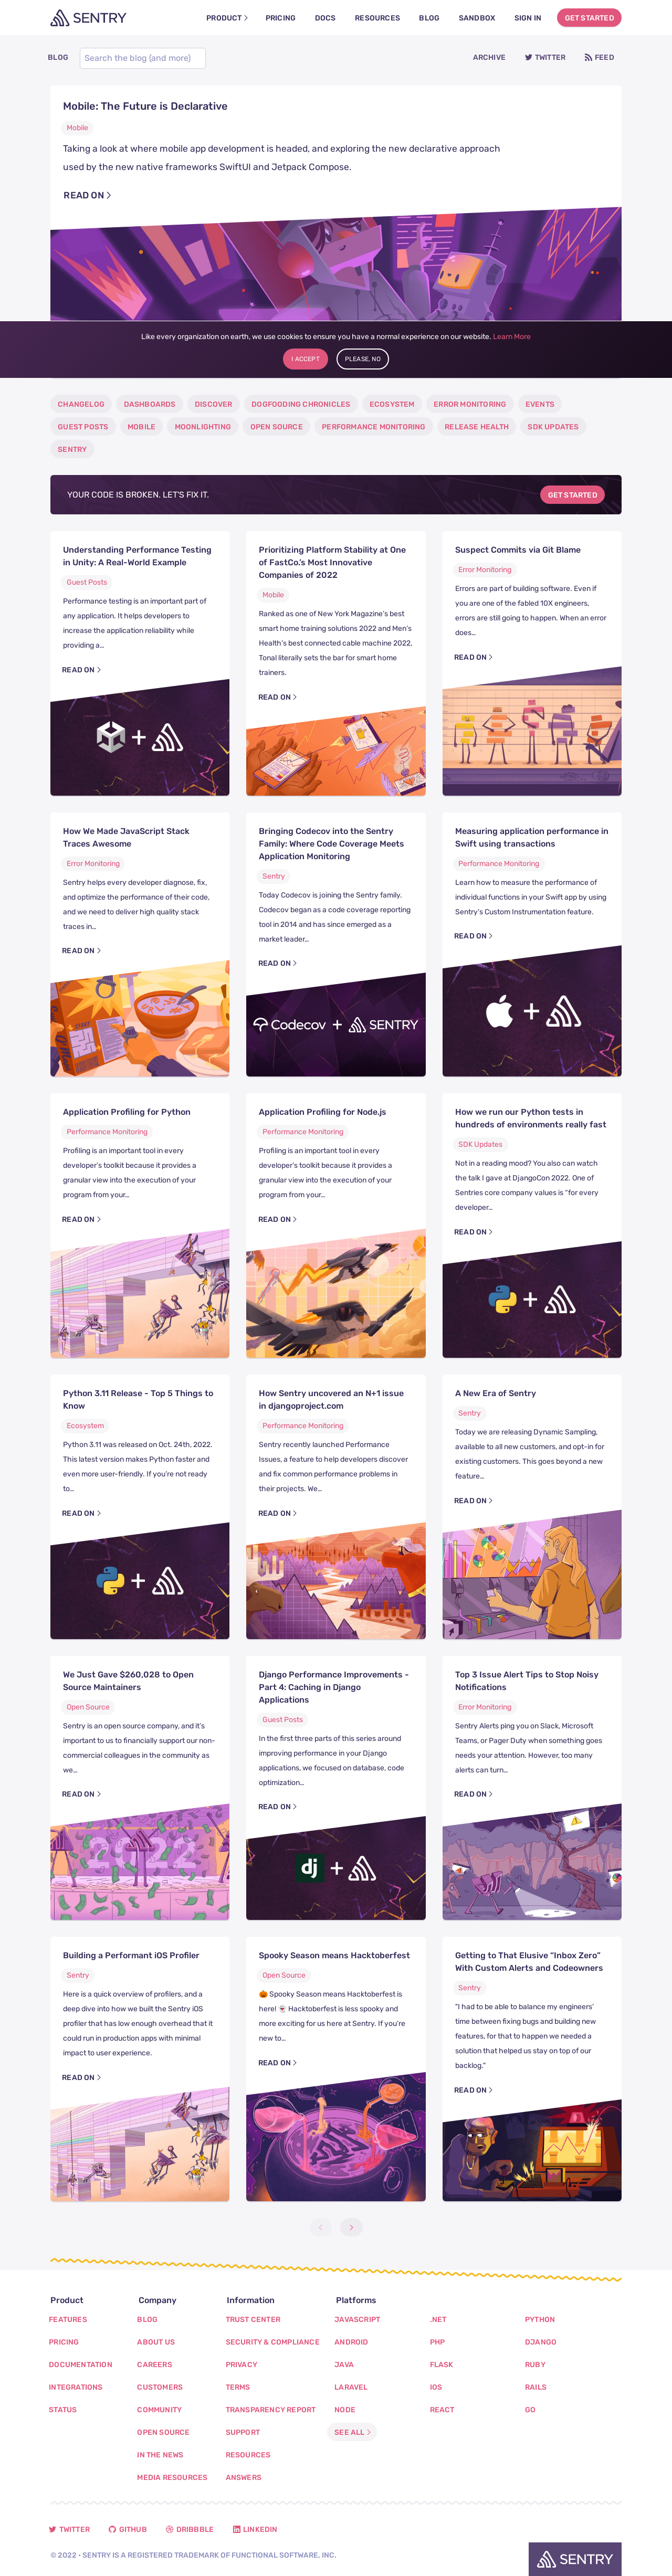 SENTRY
PRODUCT
PRICING
DOCS
RESOURCES
BLOG
SANDBOX
SIGN IN
GET STARTED
BLOG
Search the blog (and more)
ARCHIVE
TWITTER
FEED
Mobile: The Future is Declarative
Mobile
Taking a look at where mobile app development is headed, and exploring the new declarative approach
used by the new native frameworks SwiftUI and Jetpack Compose.
READ ON
Like every organization on earth, we use cookies to ensure you have a normal experience on our website. Learn More
I ACCEPT
PLEASE, NO
CHANGELOG
DASHBOARDS
DISCOVER
DOGFOODING CHRONICLES
ECOSYSTEM
ERROR MONITORING
EVENTS
GUEST POSTS
MOBILE
MOONLIGHTING
OPEN SOURCE
PERFORMANCE MONITORING
RELEASE HEALTH
SDK UPDATES
SENTRY
YOUR CODE IS BROKEN. LET'S FIX IT.
GET STARTED
Understanding Performance Testing
in Unity: A Real-World Example
Guest Posts
Performance testing is an important part of
any application. It helps developers to
increase the application reliability while
providing a…
READ ON
Prioritizing Platform Stability at One
of FastCo.'s Most Innovative
Companies of 2022
Mobile
Ranked as one of New York Magazine's best
smart home training solutions 2022 and Men's
Health's best connected cable machine 2022,
Tonal literally sets the bar for smart home
trainers.
READ ON
Suspect Commits via Git Blame
Error Monitoring
Errors are part of building software. Even if
you are one of the fabled 10X engineers,
errors are still going to happen. When an error
does…
READ ON
How We Made JavaScript Stack
Traces Awesome
Error Monitoring
Sentry helps every developer diagnose, fix,
and optimize the performance of their code,
and we need to deliver high quality stack
traces in…
READ ON
Bringing Codecov into the Sentry
Family: Where Code Coverage Meets
Application Monitoring
Sentry
Today Codecov is joining the Sentry family.
Codecov began as a code coverage reporting
tool in 2014 and has since emerged as a
market leader…
READ ON
Codecov + SENTRY
Measuring application performance in
Swift using transactions
Performance Monitoring
Learn how to measure the performance of
individual functions in your Swift app by using
Sentry's Custom Instrumentation feature.
READ ON
Application Profiling for Python
Performance Monitoring
Profiling is an important tool in every
developer's toolkit because it provides a
granular view into the execution of your
program from your…
READ ON
Application Profiling for Node.js
Performance Monitoring
Profiling is an important tool in every
developer's toolkit because it provides a
granular view into the execution of your
program from your…
READ ON
How we run our Python tests in
hundreds of environments really fast
SDK Updates
Not in a reading mood? You also can watch
the talk I gave at DjangoCon 2022. One of
Sentries core company values is "for every
developer…
READ ON
Python 3.11 Release - Top 5 Things to
Know
Ecosystem
Python 3.11 was released on Oct. 24th, 2022.
This latest version makes Python faster and
even more user-friendly. If you're not ready
to…
READ ON
How Sentry uncovered an N+1 issue
in djangoproject.com
Performance Monitoring
Sentry recently launched Performance
Issues, a feature to help developers discover
and fix common performance problems in
their projects. We…
READ ON
A New Era of Sentry
Sentry
Today we are releasing Dynamic Sampling,
available to all new customers, and opt-in for
existing customers. This goes beyond a new
feature…
READ ON
We Just Gave $260,028 to Open
Source Maintainers
Open Source
Sentry is an open source company, and it's
important to us to financially support our non-
commercial colleagues in the community as
we…
READ ON
Django Performance Improvements -
Part 4: Caching in Django
Applications
Guest Posts
In the first three parts of this series around
improving performance in your Django
applications, we focused on database, code
optimization…
READ ON
dj
Top 3 Issue Alert Tips to Stop Noisy
Notifications
Error Monitoring
Sentry Alerts ping you on Slack, Microsoft
Teams, or Pager Duty when something goes
needs your attention. However, too many
alerts can turn…
READ ON
Building a Performant iOS Profiler
Sentry
Here is a quick overview of profilers, and a
deep dive into how we built the Sentry iOS
profiler that has low enough overhead that it
could run in production apps with minimal
impact to user experience.
READ ON
Spooky Season means Hacktoberfest
Open Source
🎃 Spooky Season means Hacktoberfest is
here! 👻 Hacktoberfest is less spooky and
more exciting for us here at Sentry. If you're
new to…
READ ON
Getting to That Elusive "Inbox Zero"
With Custom Alerts and Codeowners
Sentry
"I had to be able to balance my engineers'
time between fixing bugs and building new
features, for that to happen we needed a
solution that helped us stay on top of our
backlog."
READ ON
Product
FEATURES
PRICING
DOCUMENTATION
INTEGRATIONS
STATUS
Company
BLOG
ABOUT US
CAREERS
CUSTOMERS
COMMUNITY
OPEN SOURCE
IN THE NEWS
MEDIA RESOURCES
Information
TRUST CENTER
SECURITY & COMPLIANCE
PRIVACY
TERMS
TRANSPARENCY REPORT
SUPPORT
RESOURCES
ANSWERS
Platforms
JAVASCRIPT
ANDROID
JAVA
LARAVEL
NODE
SEE ALL
.NET
PHP
FLASK
IOS
REACT
PYTHON
DJANGO
RUBY
RAILS
GO
TWITTER
GITHUB
DRIBBBLE
LINKEDIN
© 2022 • SENTRY IS A REGISTERED TRADEMARK OF FUNCTIONAL SOFTWARE, INC.
SENTRY